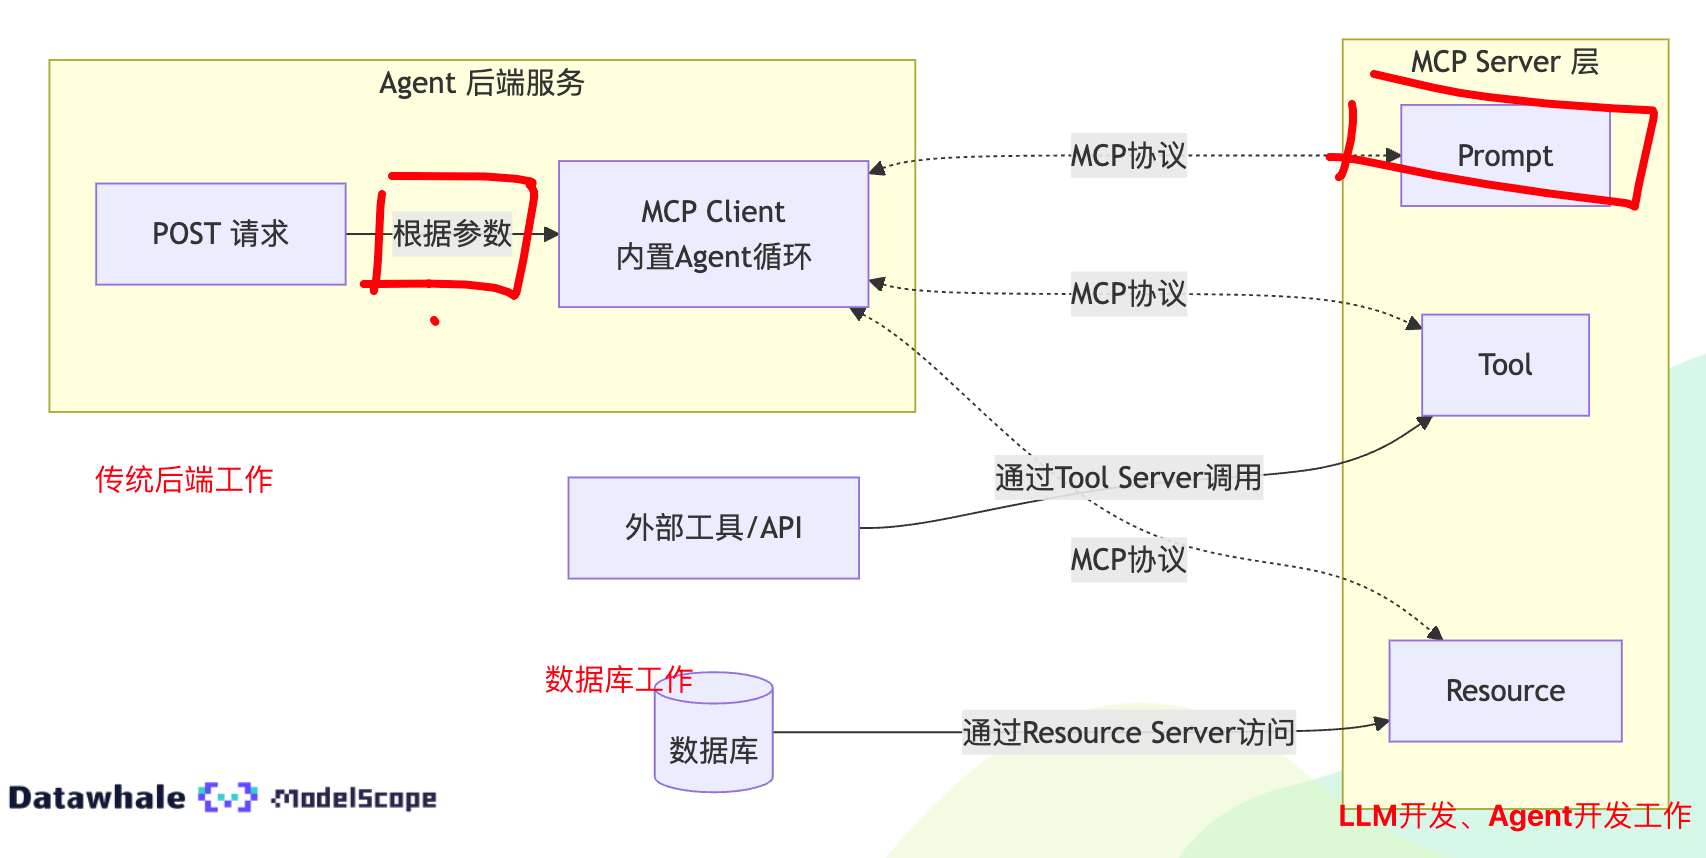 Agent 后端服务
POST 请求
根据参数
MCP Client
内置Agent循环
MCP协议
MCP协议
MCP协议
MCP Server 层
Prompt
Tool
Resource
传统后端工作
外部工具/API
通过Tool Server调用
数据库工作
数据库
通过Resource Server访问
Datawhale
ModelScope
LLM开发、Agent开发工作